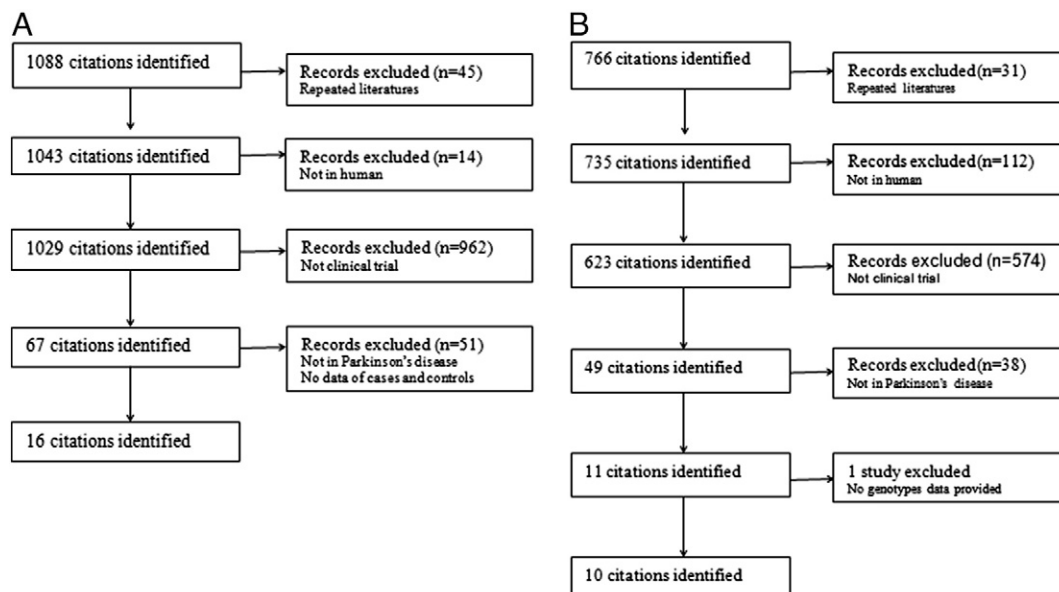 A
1088 citations identified
Records excluded (n=45)
Repeated literatures
1043 citations identified
Records excluded (n=14)
Not in human
1029 citations identified
Records excluded (n=962)
Not clinical trial
67 citations identified
Records excluded (n=51)
Not in Parkinson's disease
No data of cases and controls
16 citations identified
B
766 citations identified
Records excluded(n=31)
Repeated literatures
735 citations identified
Records excluded(n=112)
Not in human
623 citations identified
Records excluded (n=574)
Not clinical trial
49 citations identified
Records excluded(n=38)
Not in Parkinson's disease
11 citations identified
1 study excluded
No genotypes data provided
10 citations identified